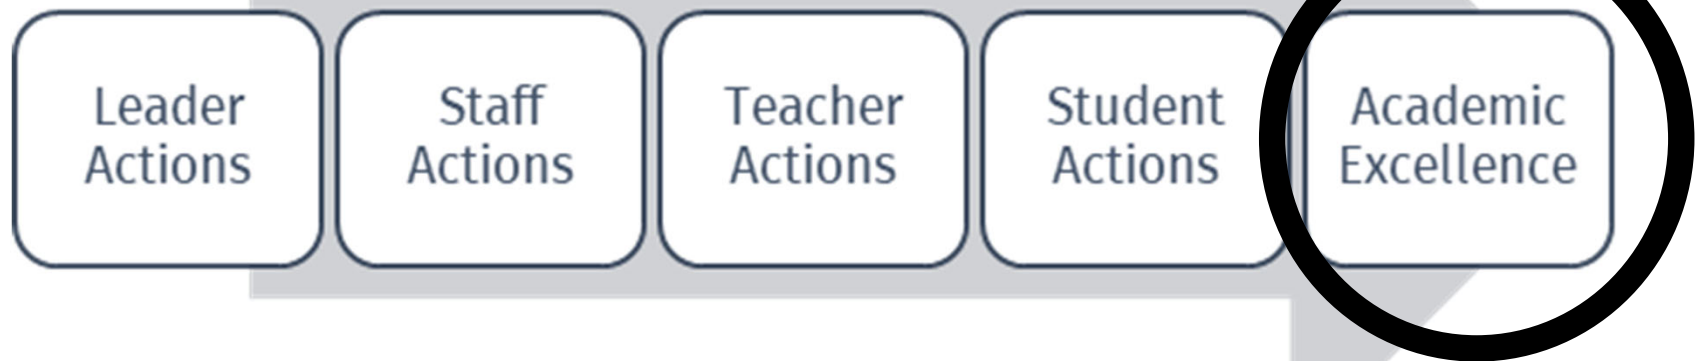 Leader
Actions
Staff
Actions
Teacher
Actions
Student
Actions
Academic
Excellence